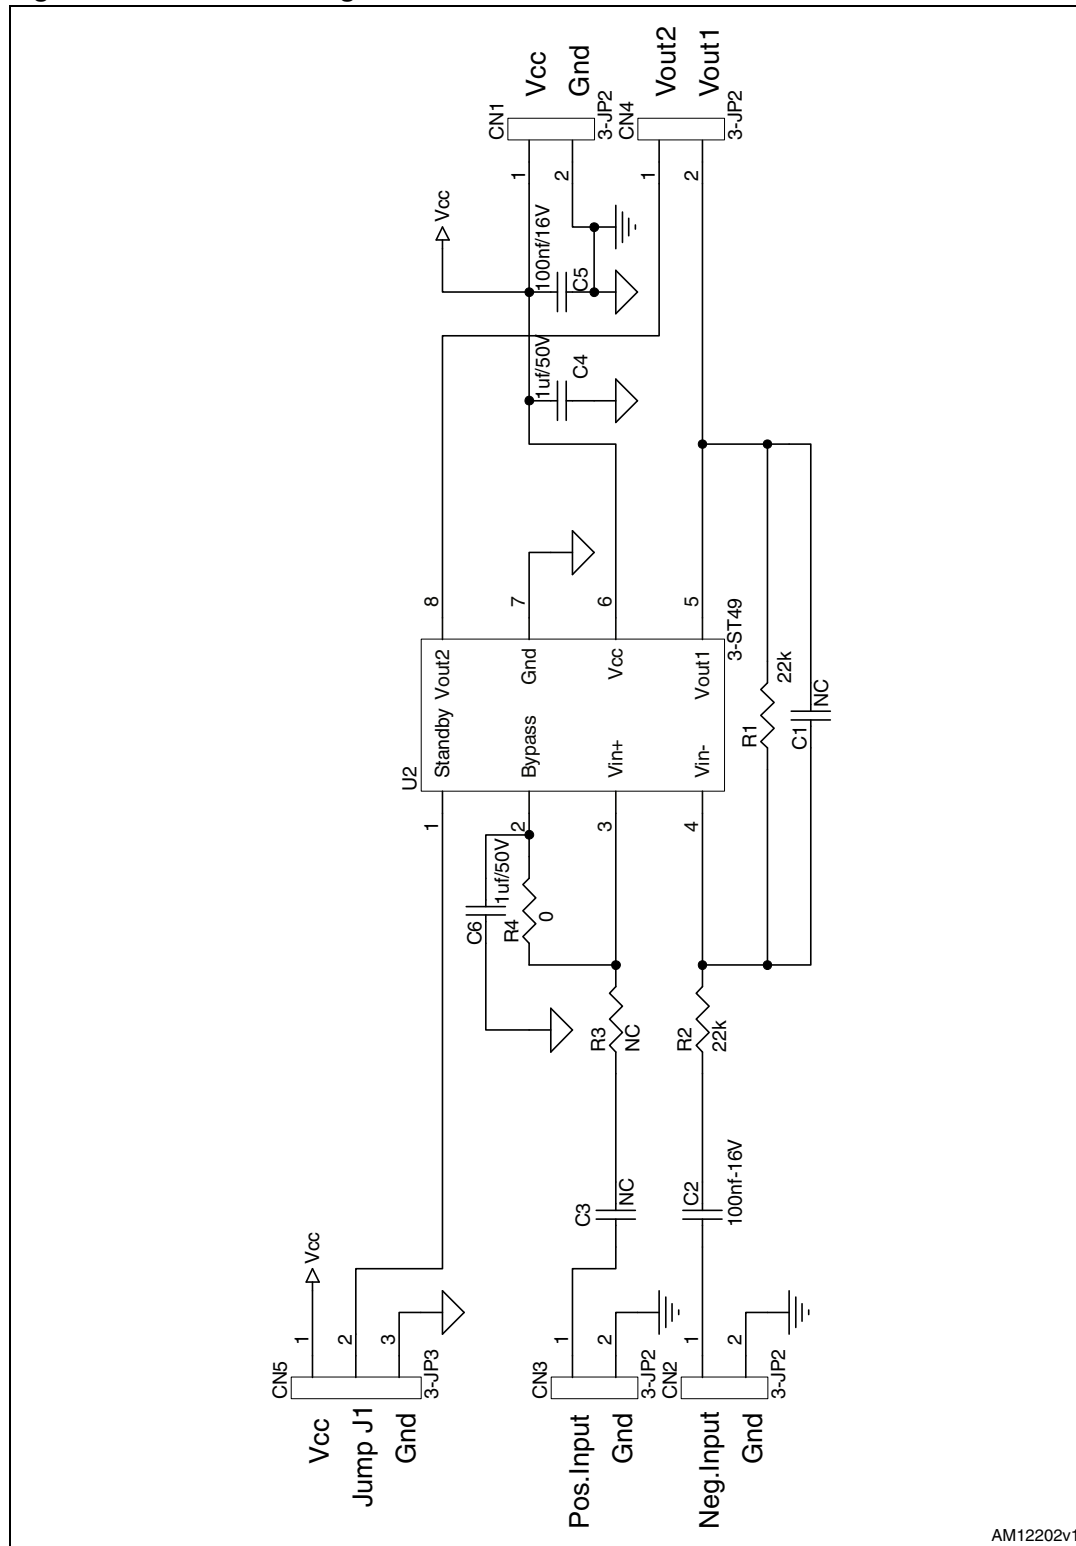 CN5
Vcc
Jump J1
Gnd
1
2
3
3-JP3
Vcc
CN3
Pos.Input
Gnd
1
2
3-JP2
CN2
Neg.Input
Gnd
1
2
3-JP2
C3
NC
C2
100nf-16V
R3
NC
R2
22k
C6
1uf/50V
R4
0
1
2
3
4
U2
Standby
Vout2
Bypass
Gnd
Vin+
Vcc
Vin-
Vout1
3-ST49
8
7
6
5
R1
22k
C1
NC
1uf/50V
C4
100nf/16V
C5
Vcc
CN1
1
2
Vcc
Gnd
3-JP2
CN4
1
2
Vout2
Vout1
3-JP2
AM12202v1